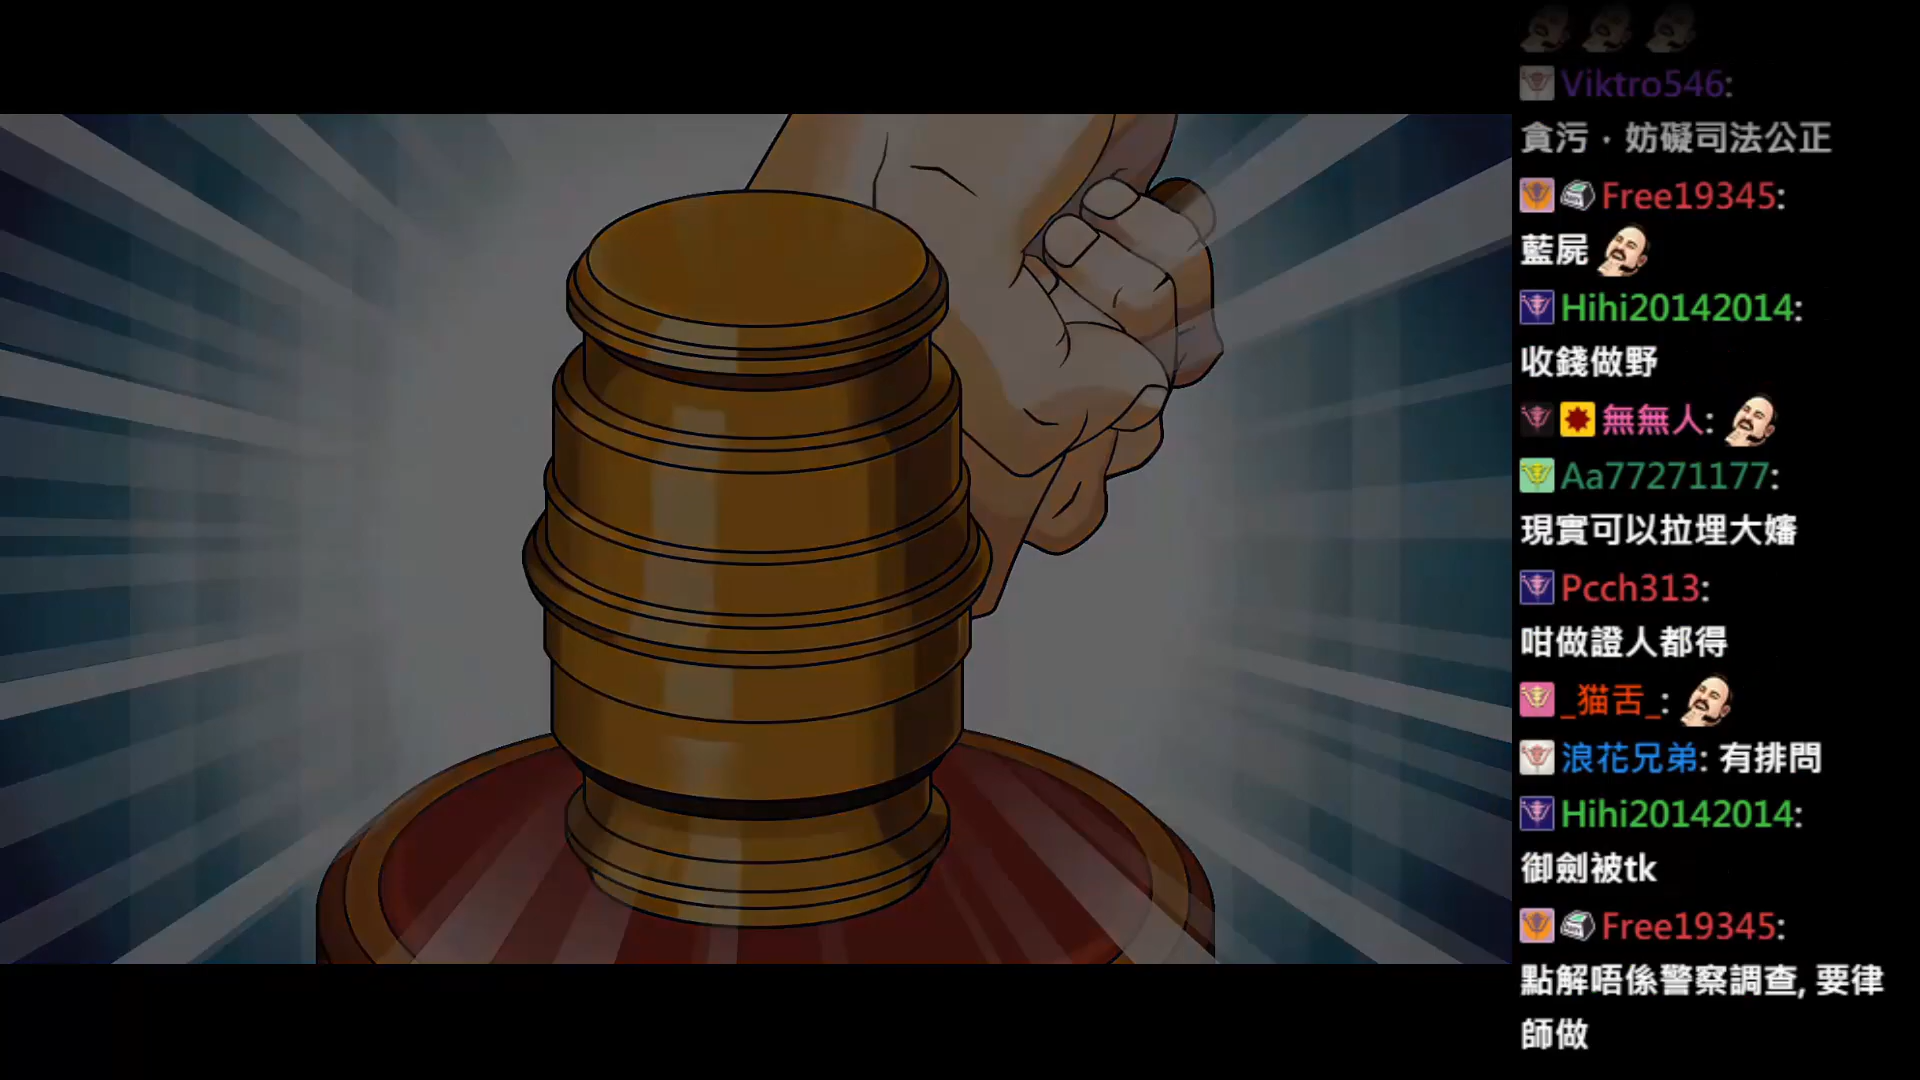 Viktro546:
貪污．妨礙司法公正
Free19345:
藍屍
Hihi20142014:
收錢做野
無無人:
Aa77271177:
現實可以拉埋大嬸
Pcch313:
咁做證人都得
_猫舌_:
浪花兄弟: 有排問
Hihi20142014:
御劍被tk
Free19345:
點解唔係警察調查, 要律
師做